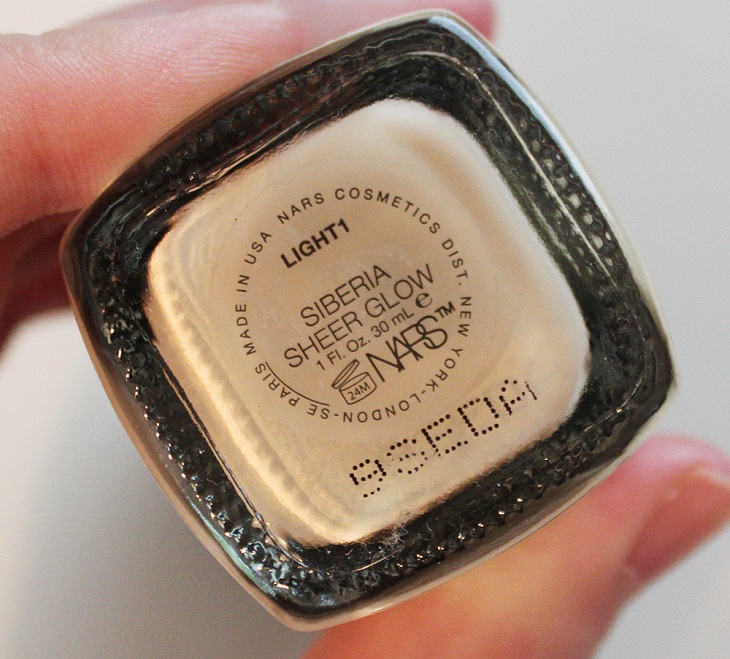 MADE IN USA NARS COSMETICS DIST. NEW YORK-LONDON-SE PARIS
LIGHT1
SIBERIA
SHEER GLOW
1 Fl. Oz. 30 mL ℮
24M NARS™
9SEDA